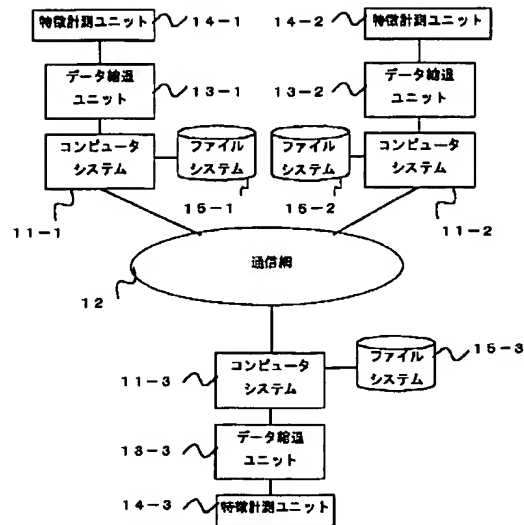 特徴計測ユニット
14-1
14-2
特徴計測ユニット
データ縮退
ユニット
13-1
13-2
データ縮退
ユニット
コンピュータ
システム
ファイル
システム
ファイル
システム
コンピュータ
システム
11-1
15-1
15-2
11-2
通信網
12
11-3
コンピュータ
システム
ファイル
システム
15-3
13-3
データ縮退
ユニット
14-3
特徴計測ユニット